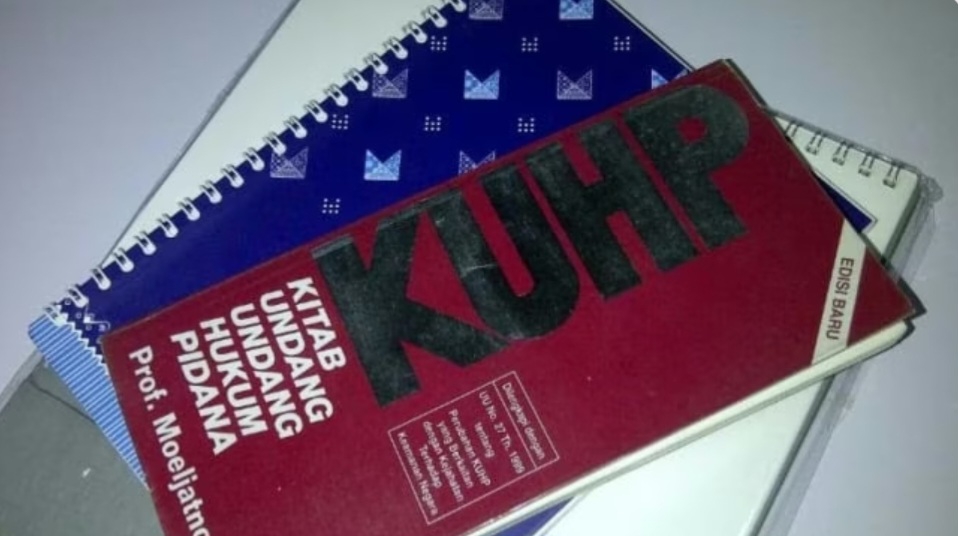 KUHP
KITAB
UNDANG
UNDANG
HUKUM
PIDANA
Prof. Moeljatno
EDISI BARU
Dilengkapi dengan
UU No. 27 Th. 1999
tentang
Perubahan KUHP
yang Berkaitan
dengan Kejahatan
Terhadap
Keamanan Negara